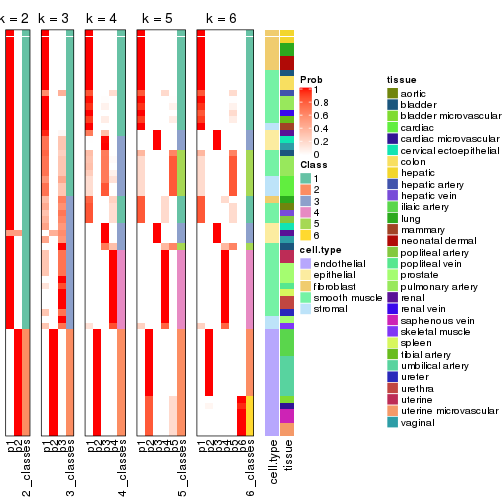 k = 2
k = 3
k = 4
k = 5
k = 6
p1
p2
2_classes
p1
p2
p3
3_classes
p1
p2
p3
p4
4_classes
p1
p2
p3
p4
p5
5_classes
p1
p2
p3
p4
p5
p6
6_classes
cell.type
tissue
Prob
1
0.8
0.6
0.4
0.2
0
Class
1
2
3
4
5
6
cell.type
endothelial
epithelial
fibroblast
smooth muscle
stromal
tissue
aortic
bladder
bladder microvascular
cardiac
cardiac microvascular
cervical ectoepithelial
colon
hepatic
hepatic artery
hepatic vein
iliac artery
lung
mammary
neonatal dermal
popliteal artery
popliteal vein
prostate
pulmonary artery
renal
renal vein
saphenous vein
skeletal muscle
spleen
tibial artery
umbilical artery
ureter
urethra
uterine
uterine microvascular
vaginal